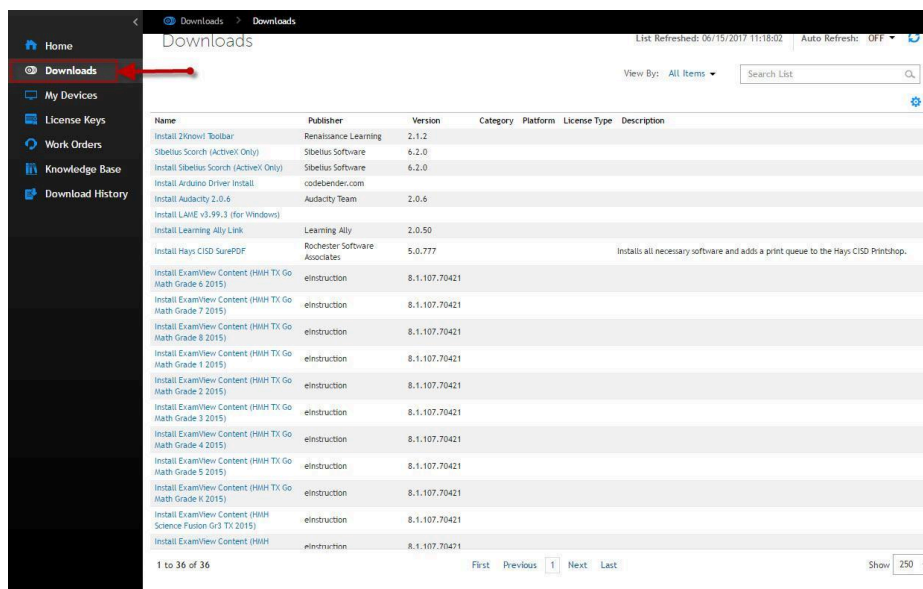 Downloads > Downloads
Home
Downloads
My Devices
License Keys
Work Orders
Knowledge Base
Download History
Downloads
List Refreshed: 06/15/2017 11:18:02 Auto Refresh: OFF
View By: All Items Search List
Name Publisher Version Category Platform License Type Description
Install 2Know! Toolbar Renaissance Learning 2.1.2
Sibelius Scorch (ActiveX Only) Sibelius Software 6.2.0
Install Sibelius Scorch (ActiveX Only) Sibelius Software 6.2.0
Install Arduino Driver Install codebender.com
Install Audacity 2.0.6 Audacity Team 2.0.6
Install LAME v3.99.3 (for Windows)
Install Learning Ally Link Learning Ally 2.0.50
Install Hays CISD SurePDF Rochester Software Associates 5.0.777 Installs all necessary software and adds a print queue to the Hays CISD Printshop.
Install ExamView Content (HMH TX Go
Math Grade 6 2015) eInstruction 8.1.107.70421
Install ExamView Content (HMH TX Go
Math Grade 7 2015) eInstruction 8.1.107.70421
Install ExamView Content (HMH TX Go
Math Grade 8 2015) eInstruction 8.1.107.70421
Install ExamView Content (HMH TX Go
Math Grade 1 2015) eInstruction 8.1.107.70421
Install ExamView Content (HMH TX Go
Math Grade 2 2015) eInstruction 8.1.107.70421
Install ExamView Content (HMH TX Go
Math Grade 3 2015) eInstruction 8.1.107.70421
Install ExamView Content (HMH TX Go
Math Grade 4 2015) eInstruction 8.1.107.70421
Install ExamView Content (HMH TX Go
Math Grade 5 2015) eInstruction 8.1.107.70421
Install ExamView Content (HMH TX Go
Math Grade K 2015) eInstruction 8.1.107.70421
Install ExamView Content (HMH
Science Fusion Gr3 TX 2015) eInstruction 8.1.107.70421
Install ExamView Content (HMH eInstruction 8.1.107.70421
1 to 36 of 36 First Previous 1 Next Last Show 250